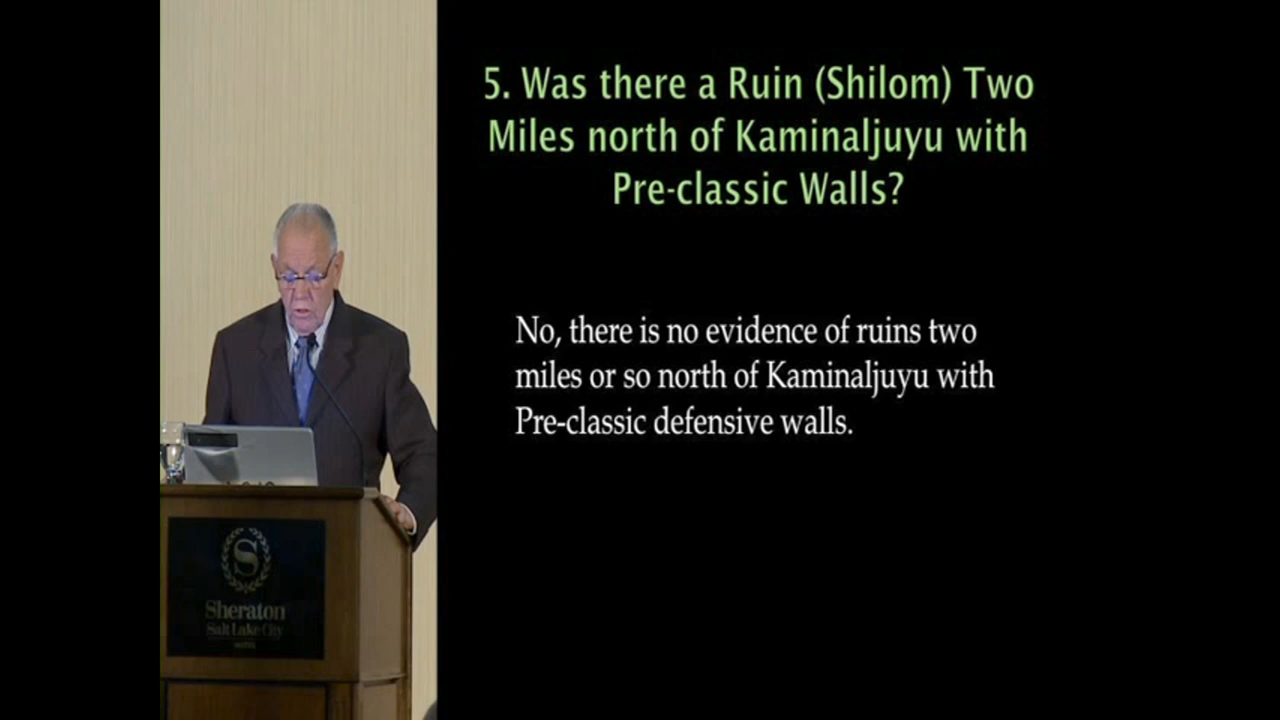 5. Was there a Ruin (Shilom) Two
Miles north of Kaminaljuyu with
Pre-classic Walls?
No, there is no evidence of ruins two
miles or so north of Kaminaljuyu with
Pre-classic defensive walls.
S
Sheraton
Salt Lake City